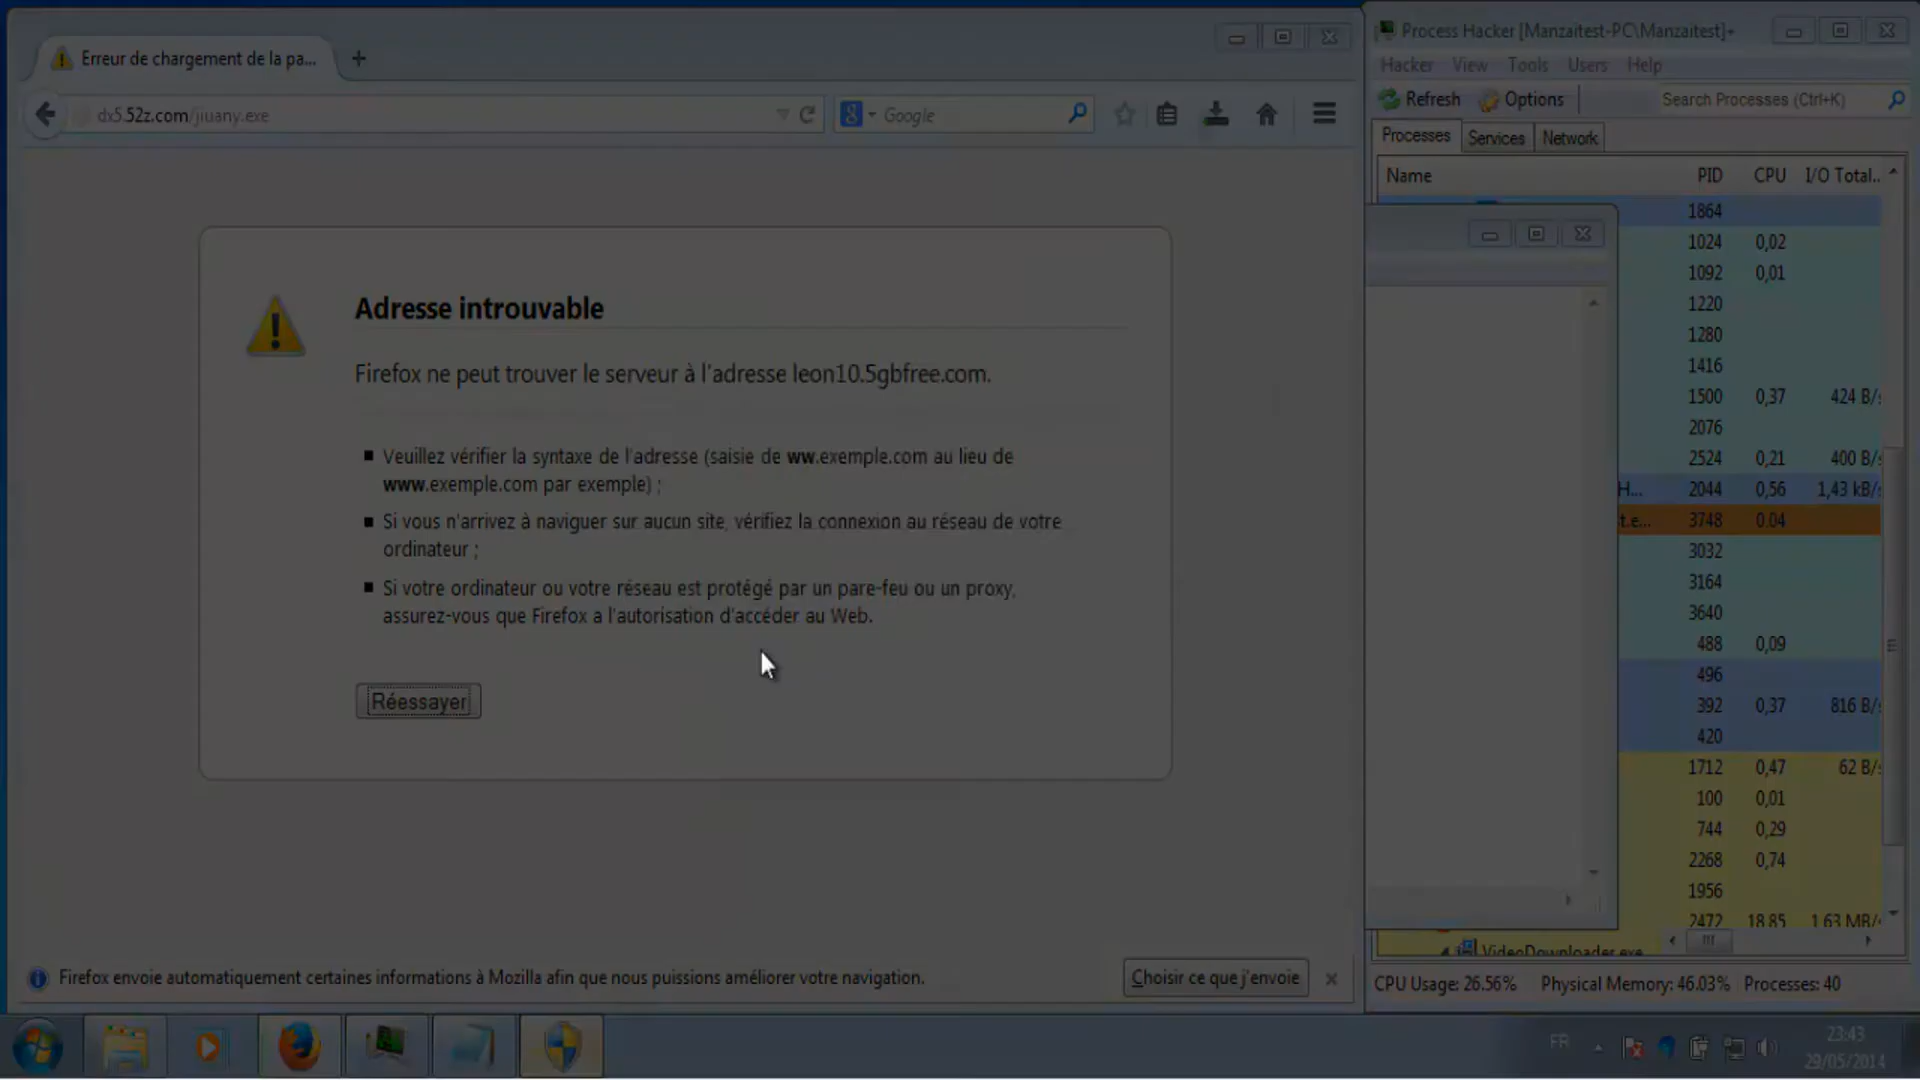 Erreur de chargement de la pa...
dx5.52z.com/jiuany.exe
Google
Adresse introuvable
Firefox ne peut trouver le serveur à l'adresse leon10.5gbfree.com.
Veuillez vérifier la syntaxe de l'adresse (saisie de ww.exemple.com au lieu de
www.exemple.com par exemple) ;
Si vous n'arrivez à naviguer sur aucun site, vérifiez la connexion au réseau de votre
ordinateur ;
Si votre ordinateur ou votre réseau est protégé par un pare-feu ou un proxy,
assurez-vous que Firefox a l'autorisation d'accéder au Web.
Réessayer
Firefox envoie automatiquement certaines informations à Mozilla afin que nous puissions améliorer votre navigation.
Choisir ce que j'envoie
Process Hacker [Manzaitest-PC\Manzaitest]+
Hacker View Tools Users Help
Refresh Options Search Processes (Ctrl+K)
Processes Services Network
Name PID CPU I/O Total...
1864
1024 0,02
1092 0,01
1220
1280
1416
1500 0,37 424 B/s
2076
2524 0,21 400 B/s
H... 2044 0,56 1,43 kB/s
t.e... 3748 0.04
3032
3164
3640
488 0,09
496
392 0,37 816 B/s
420
1712 0,47 62 B/s
100 0,01
744 0,29
2268 0,74
1956
2472 18.85 1.63 MB/s
VideoDownloader.exe
CPU Usage: 26.56% Physical Memory: 46.03% Processes: 40
FR
23:43
29/05/2014